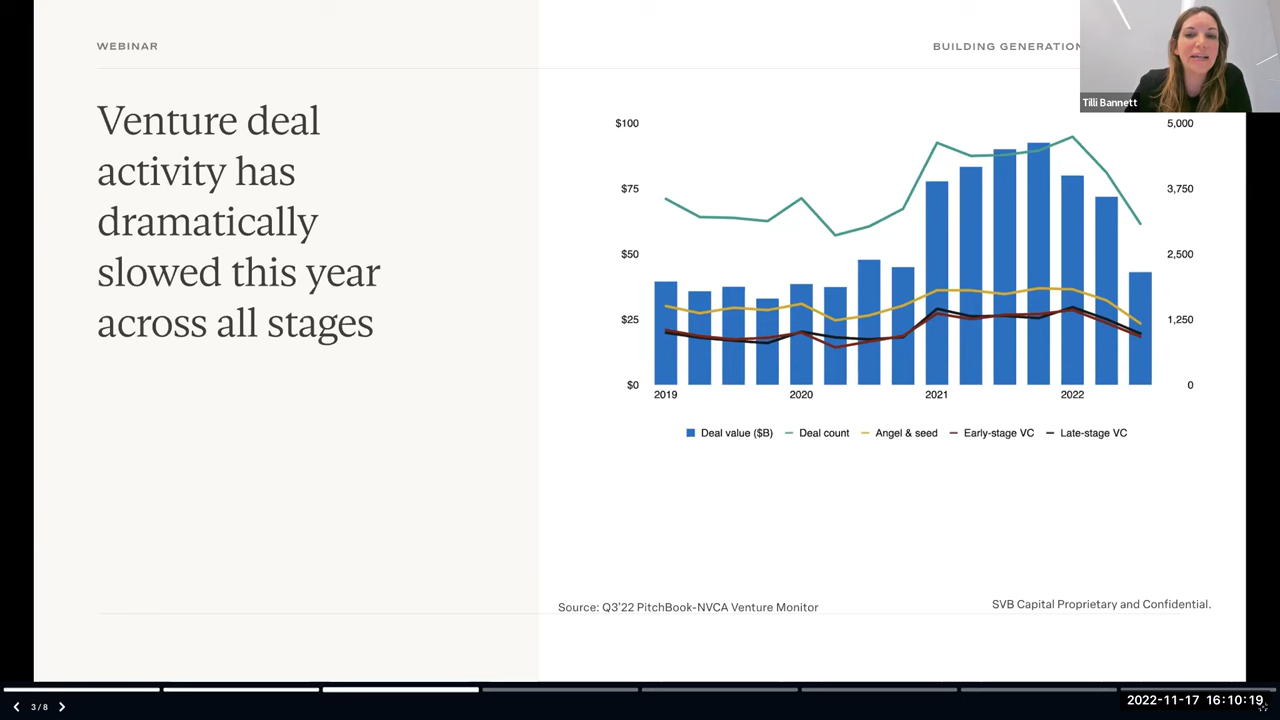 WEBINAR
BUILDING GENERATION
Tilli Bannett
Venture deal
activity has
dramatically
slowed this year
across all stages
$100
5,000
$75
3,750
$50
2,500
$25
1,250
$0
0
2019
2020
2021
2022
Deal value ($B)
Deal count
Angel & seed
Early-stage VC
Late-stage VC
Source: Q3'22 PitchBook-NVCA Venture Monitor
SVB Capital Proprietary and Confidential.
3 / 8
2022-11-17 16:10:19